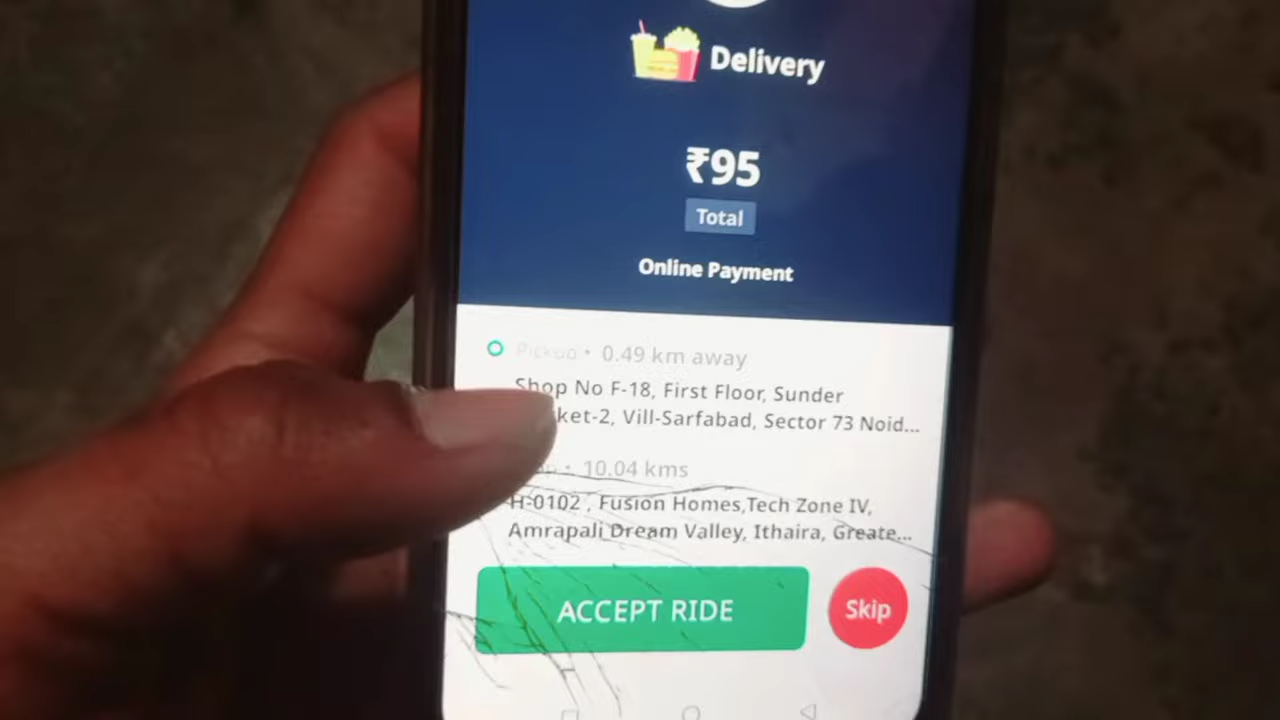 Delivery
₹95
Total
Online Payment
Pickup • 0.49 km away
Shop No F-18, First Floor, Sunder
ket-2, Vill-Sarfabad, Sector 73 Noid...
• 10.04 kms
H-0102 , Fusion Homes,Tech Zone IV,
Amrapali Dream Valley, Ithaira, Greate...
ACCEPT RIDE
Skip